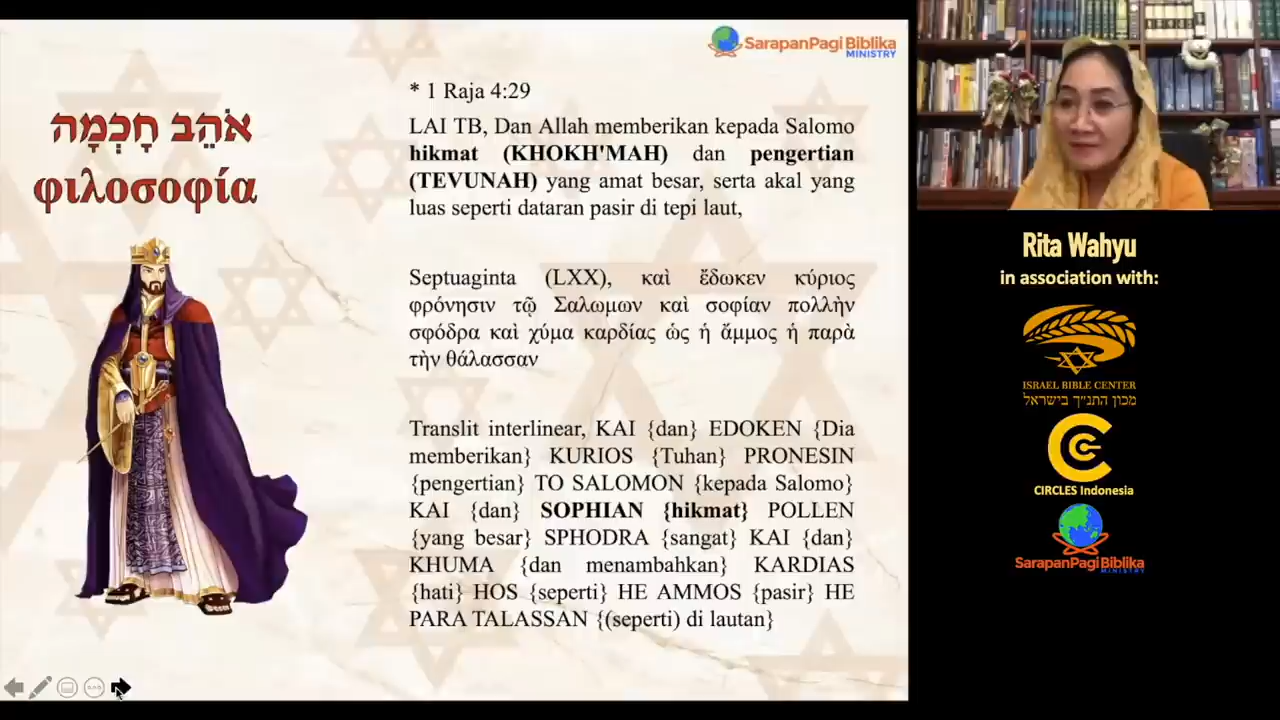 SarapanPagi Biblika
MINISTRY
אֹהֵב חָכְמָה
φιλοσοφία
* 1 Raja 4:29
LAI TB, Dan Allah memberikan kepada Salomo
hikmat (KHOKH'MAH) dan pengertian
(TEVUNAH) yang amat besar, serta akal yang
luas seperti dataran pasir di tepi laut,
Septuaginta (LXX), καὶ ἔδωκεν κύριος
φρόνησιν τῷ Σαλωμων καὶ σοφίαν πολλὴν
σφόδρα καὶ χύμα καρδίας ὡς ἡ ἄμμος ἡ παρὰ
τὴν θάλασσαν
Translit interlinear, KAI {dan} EDOKEN {Dia
memberikan} KURIOS {Tuhan} PRONESIN
{pengertian} TO SALOMON {kepada Salomo}
KAI {dan} SOPHIAN {hikmat} POLLEN
{yang besar} SPHODRA {sangat} KAI {dan}
KHUMA {dan menambahkan} KARDIAS
{hati} HOS {seperti} HE AMMOS {pasir} HE
PARA TALASSAN {(seperti) di lautan}
Rita Wahyu
in association with:
ISRAEL BIBLE CENTER
מכון התנ״ך בישראל
CIRCLES Indonesia
SarapanPagi Biblika
MINISTRY